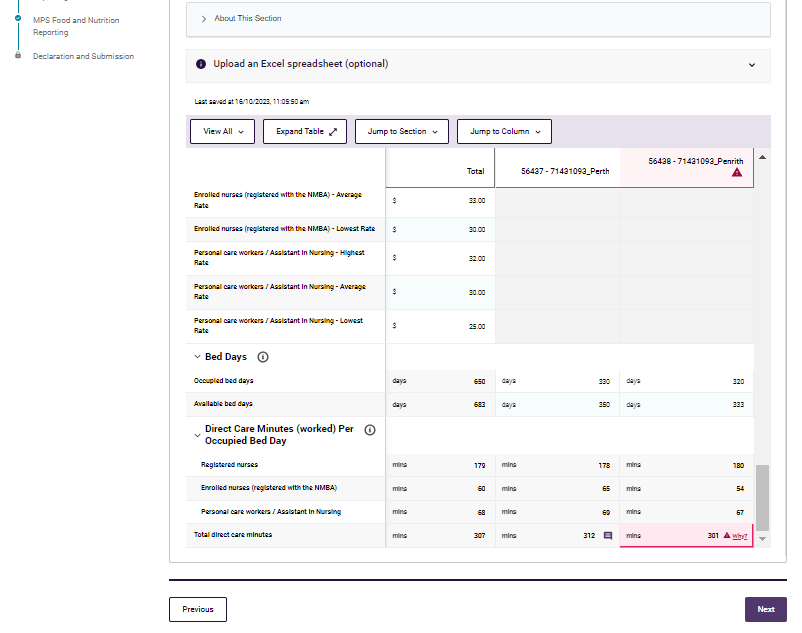 MPS Food and Nutrition
Reporting
Declaration and Submission
About This Section
Upload an Excel spreadsheet (optional)
Last saved at 16/10/2023, 11:05:50 am
View All
Expand Table
Jump to Section
Jump to Column
Total
56437 - 71431093_Perth
56438 - 71431093_Penrith
Enrolled nurses (registered with the NMBA) - Average
Rate
$ 33.00
Enrolled nurses (registered with the NMBA) - Lowest Rate
$ 30.00
Personal care workers / Assistant in Nursing - Highest
Rate
$ 32.00
Personal care workers / Assistant in Nursing - Average
Rate
$ 30.00
Personal care workers / Assistant in Nursing - Lowest
Rate
$ 25.00
Bed Days
Occupied bed days days 650 days 330 days 320
Available bed days days 683 days 350 days 333
Direct Care Minutes (worked) Per
Occupied Bed Day
Registered nurses mins 179 mins 178 mins 180
Enrolled nurses (registered with the NMBA) mins 60 mins 65 mins 54
Personal care workers / Assistant in Nursing mins 68 mins 69 mins 67
Total direct care minutes mins 307 mins 312 mins 301 Why?
Previous
Next